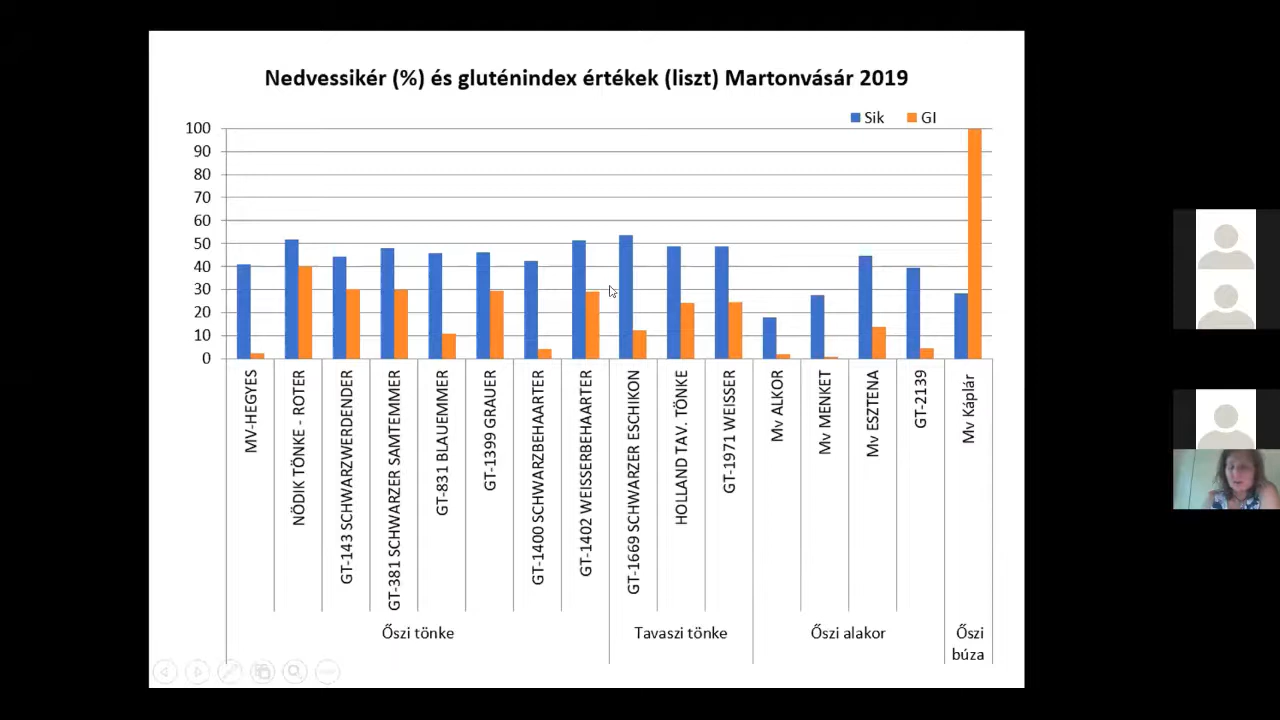 Nedvessikér (%) és gluténindex értékek (liszt) Martonvásár 2019
Sik
GI
100
90
80
70
60
50
40
30
20
10
0
MV-HEGYES
NÖDIK TÖNKE - ROTER
GT-143 SCHWARZWERDENDER
GT-381 SCHWARZER SAMTEMMER
GT-831 BLAUEMMER
GT-1399 GRAUER
GT-1400 SCHWARZBEHAARTER
GT-1402 WEISSERBEHAARTER
GT-1669 SCHWARZER ESCHIKON
HOLLAND TAV. TÖNKE
GT-1971 WEISSER
Mv ALKOR
Mv MENKET
Mv ESZTENA
GT-2139
Mv Káplár
Őszi tönke
Tavaszi tönke
Őszi alakor
Őszi
búza